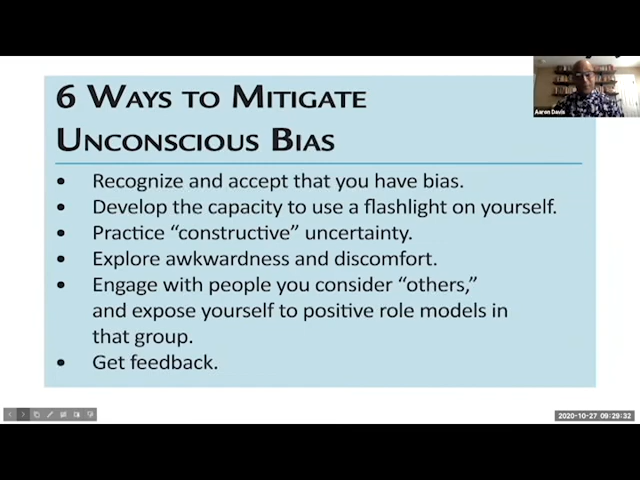 6 WAYS TO MITIGATE
UNCONSCIOUS BIAS
• Recognize and accept that you have bias.
• Develop the capacity to use a flashlight on yourself.
• Practice “constructive” uncertainty.
• Explore awkwardness and discomfort.
• Engage with people you consider “others,”
and expose yourself to positive role models in
that group.
• Get feedback.
Aaron Davis
2020-10-27 09:29:32